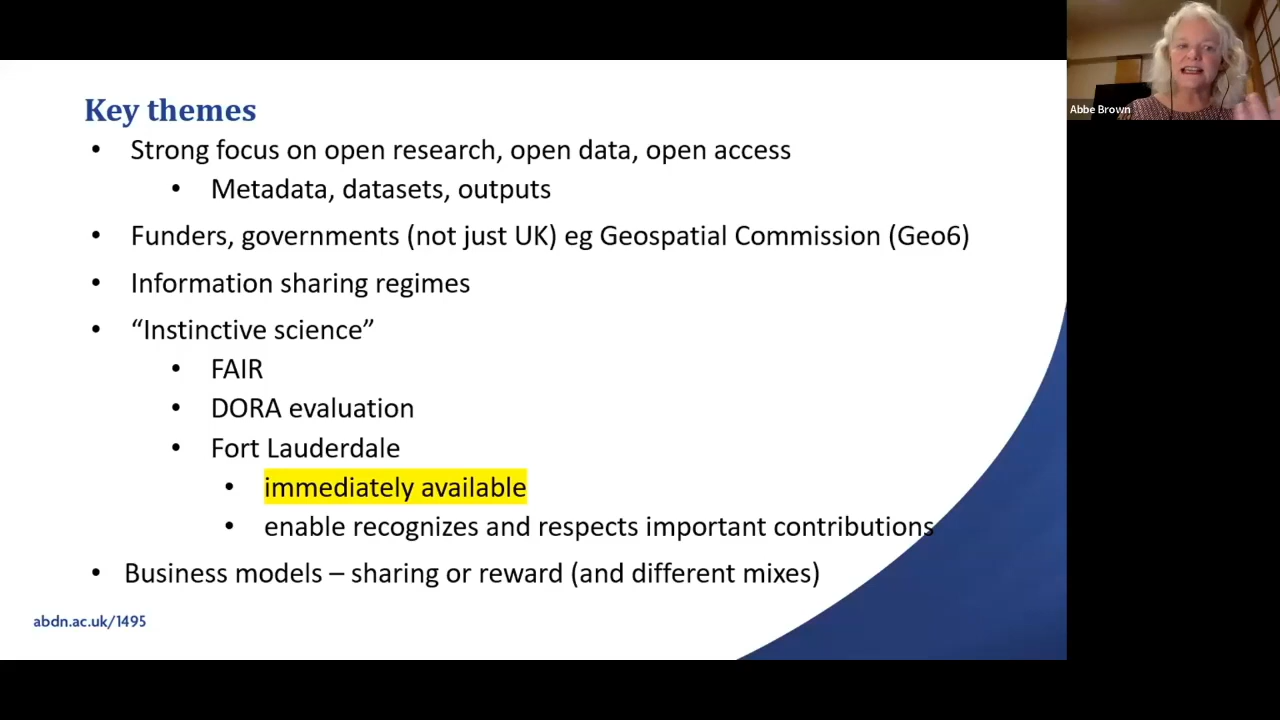 Key themes
• Strong focus on open research, open data, open access
• Metadata, datasets, outputs
• Funders, governments (not just UK) eg Geospatial Commission (Geo6)
• Information sharing regimes
• “Instinctive science”
• FAIR
• DORA evaluation
• Fort Lauderdale
• immediately available
• enable recognizes and respects important contributions
• Business models – sharing or reward (and different mixes)
abdn.ac.uk/1495
Abbe Brown